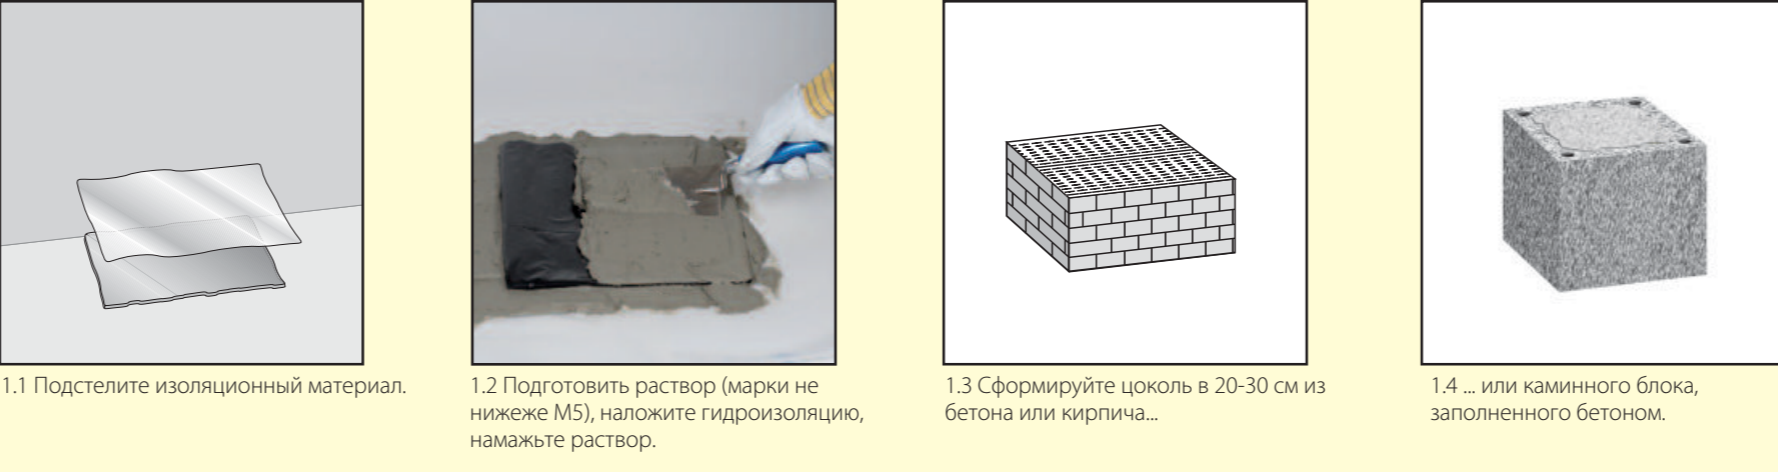 1.1 Подстелите изоляционный материал.
1.2 Подготовить раствор (марки не
нижеже М5), наложите гидроизоляцию,
намажьте раствор.
1.3 Сформируйте цоколь в 20-30 см из
бетона или кирпича...
1.4 ... или каминного блока,
заполненного бетоном.